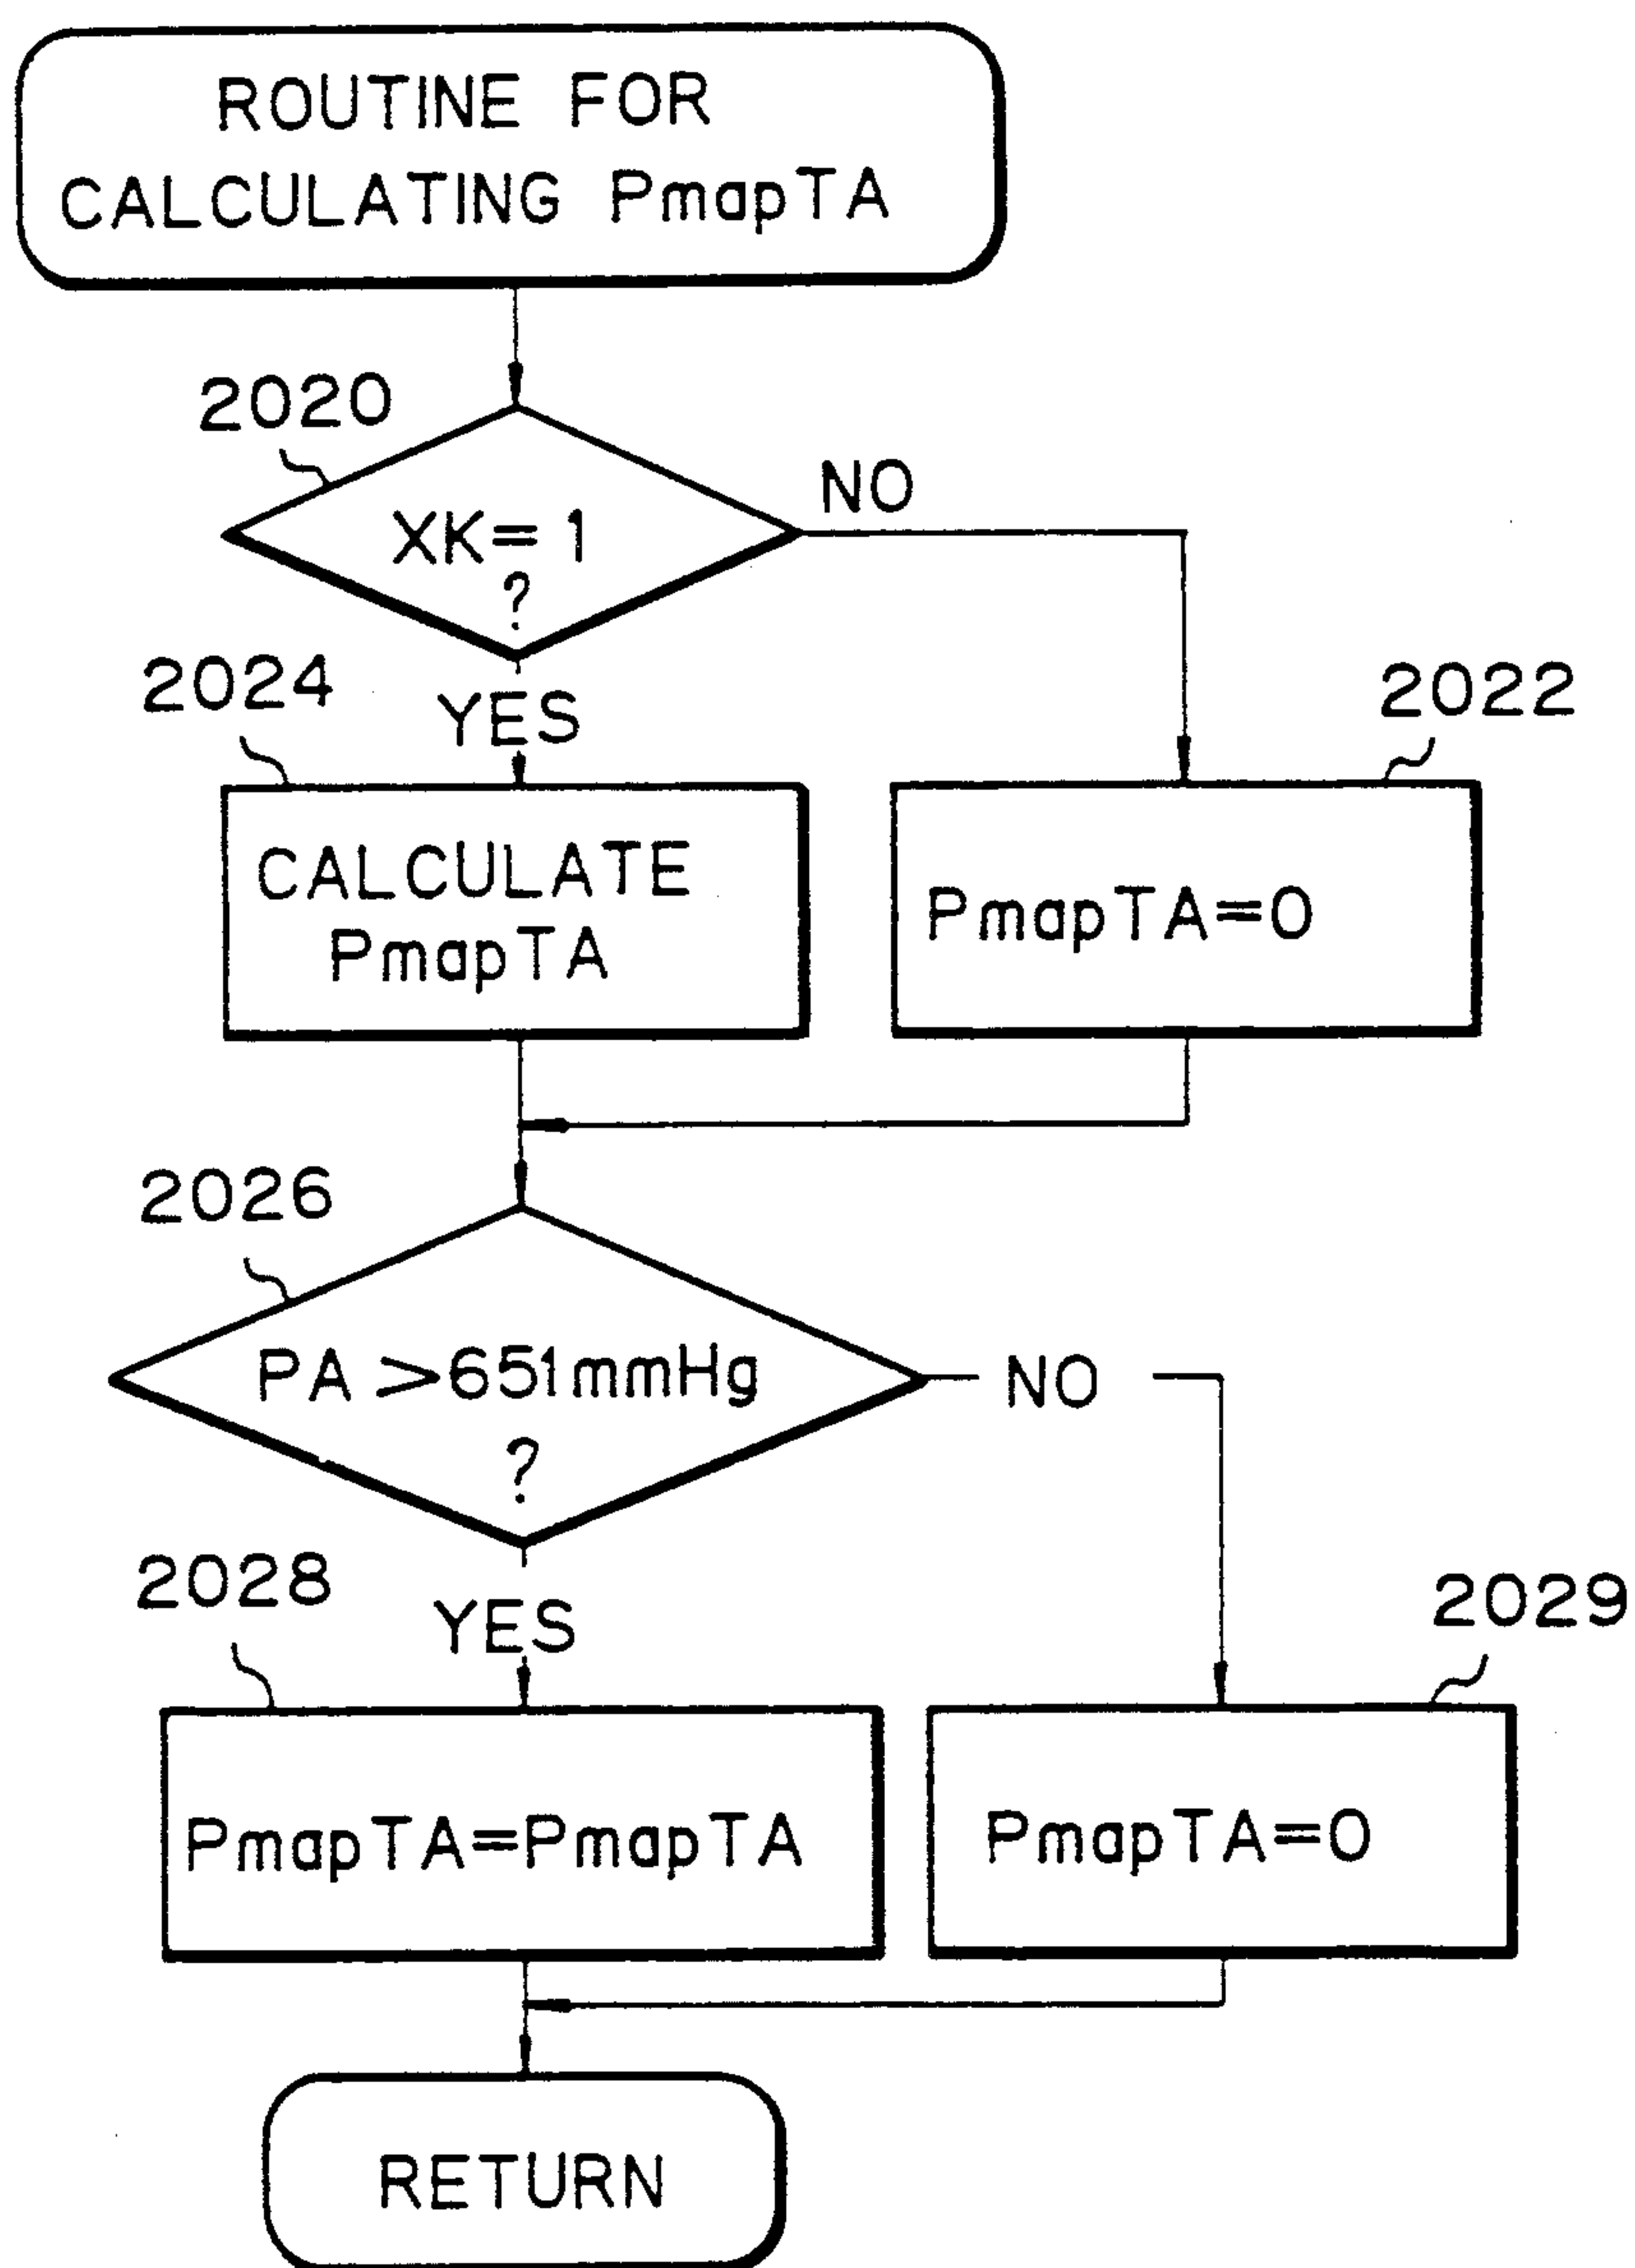 ROUTINE FOR
CALCULATING PmapTA
2020
NO
XK=1
?
2024
YES
2022
CALCULATE
PmapTA
PmapTA=0
2026
PA>651mmHg
?
NO
2028
YES
2029
PmapTA=PmapTA
PmapTA=0
RETURN